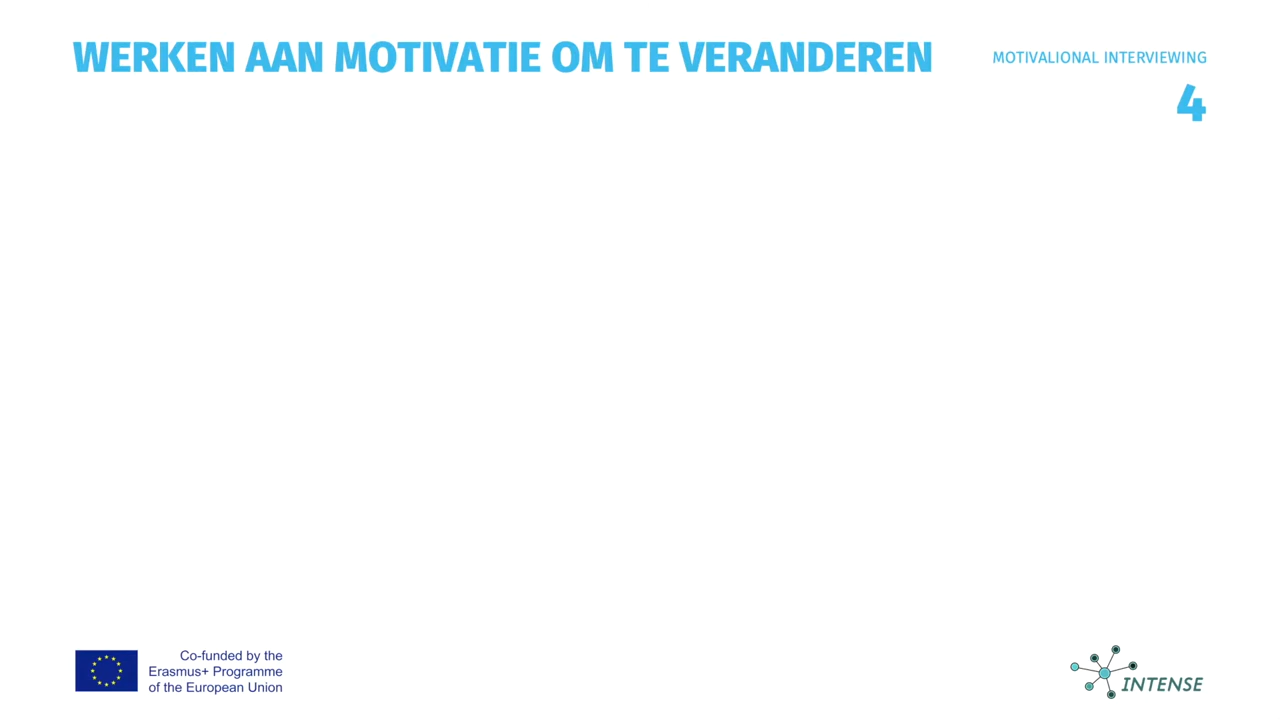 WERKEN AAN MOTIVATIE OM TE VERANDEREN
MOTIVALIONAL INTERVIEWING
4
Co-funded by the
Erasmus+ Programme
of the European Union
INTENSE